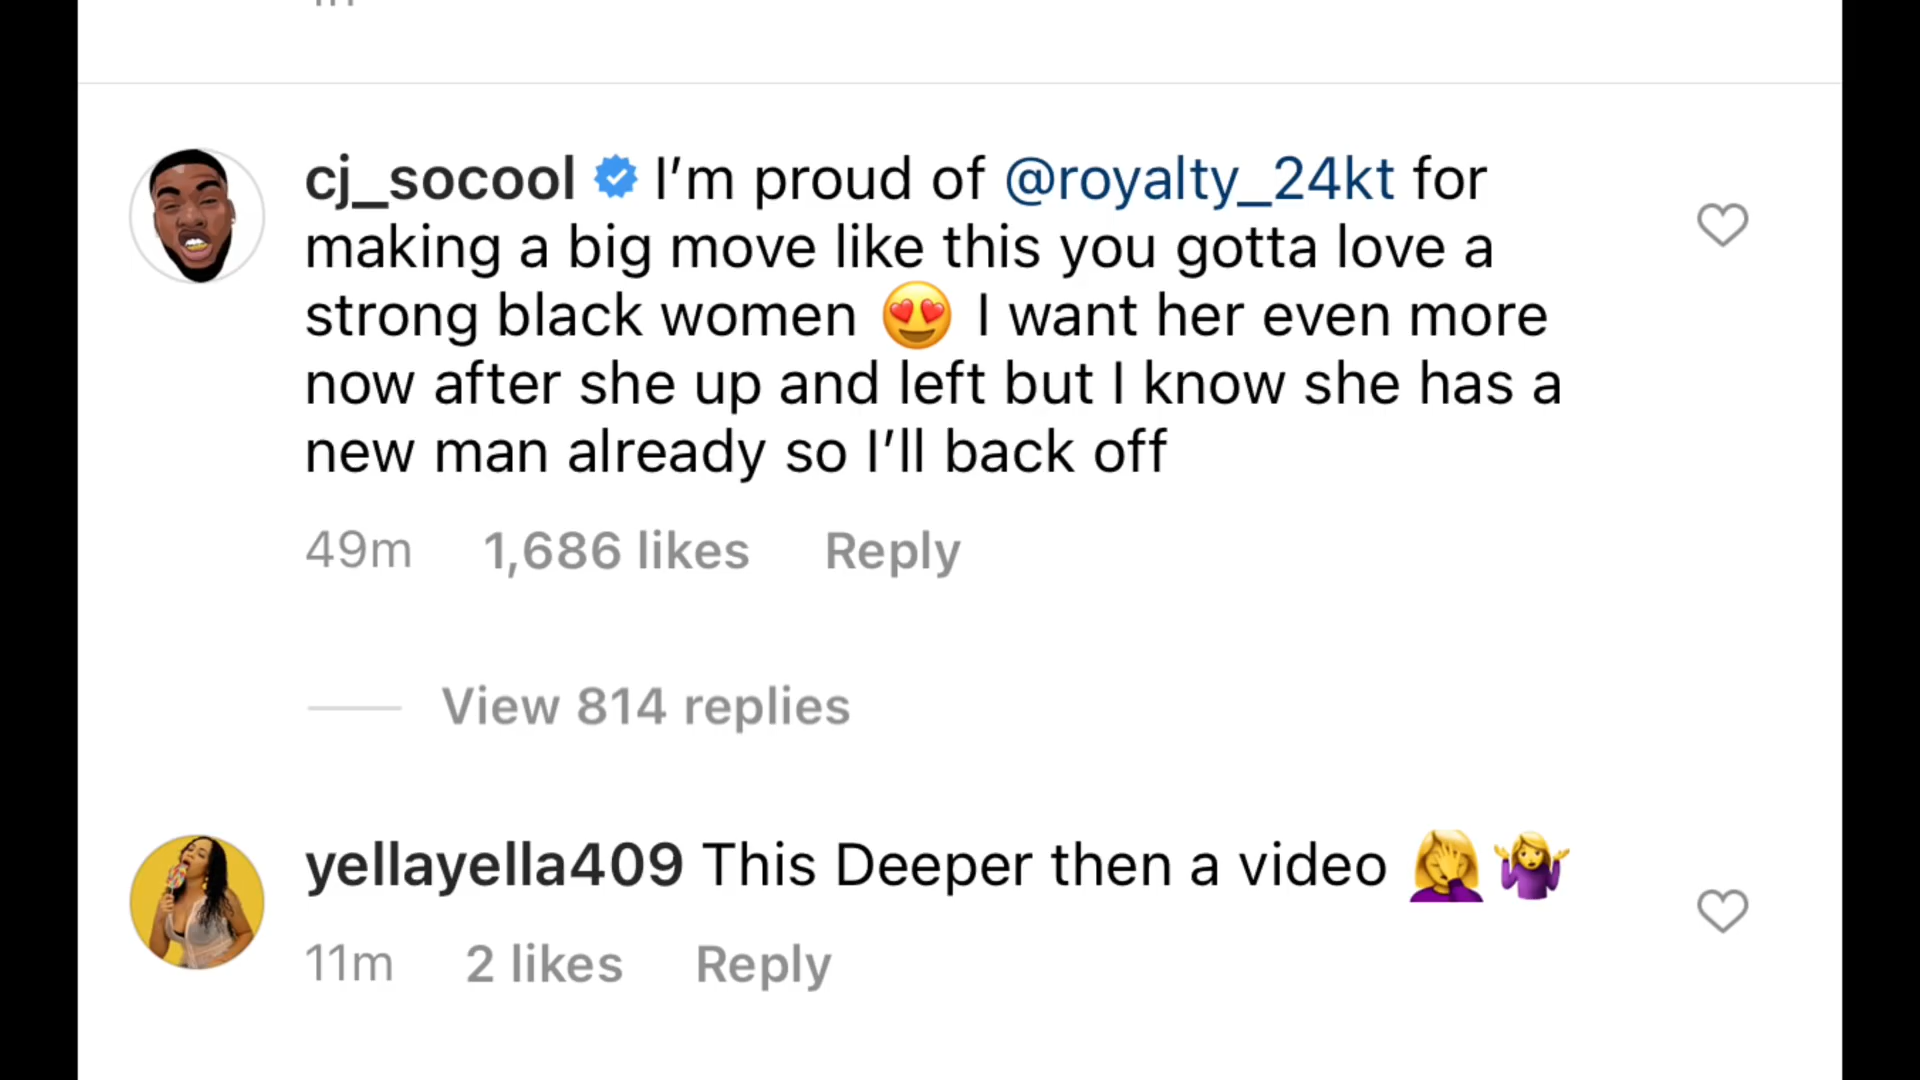 cj_socool I'm proud of @royalty_24kt for
making a big move like this you gotta love a
strong black women 😍 I want her even more
now after she up and left but I know she has a
new man already so I'll back off
49m 1,686 likes Reply
View 814 replies
yellayella409 This Deeper then a video 🤦‍♀️🤷‍♀️
11m 2 likes Reply